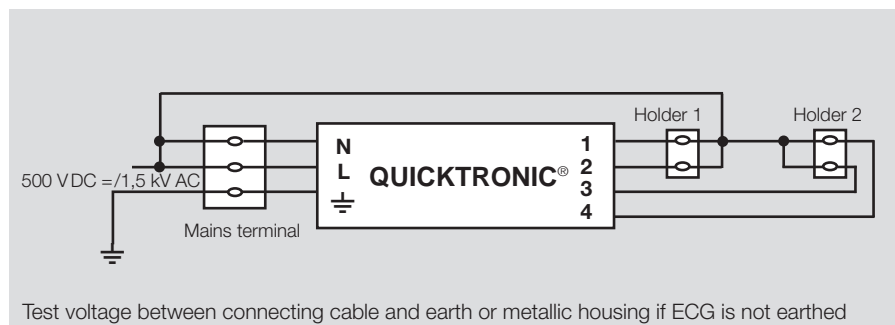 Holder 1
Holder 2
N
L
QUICKTRONIC®
1
2
3
4
500 V DC =/1,5 kV AC
Mains terminal
Test voltage between connecting cable and earth or metallic housing if ECG is not earthed